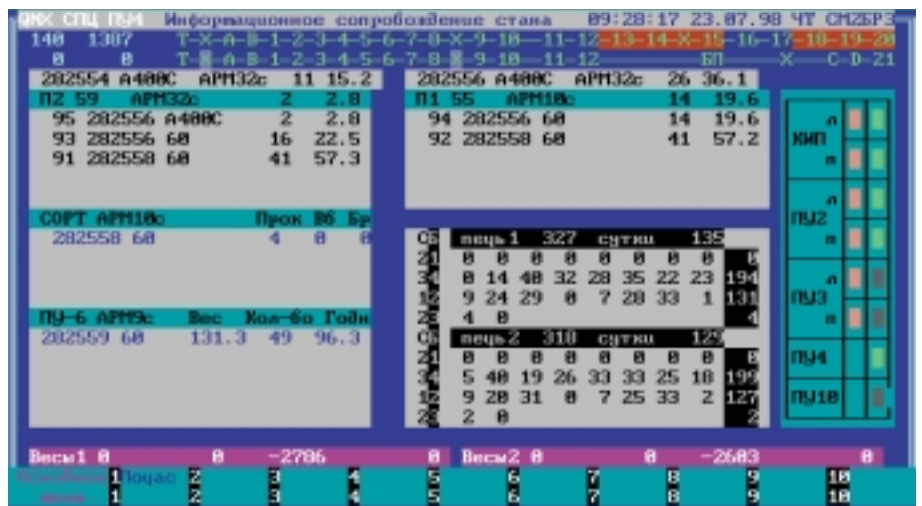 QNX СПЦ ПУ4 Информационное сопровождение стана 09:28:17 23.07.98 ЧТ СМ2БР3
140 1387 Т-Х-А-В-1-2-3-4-5-6-7-8-Х-9-10-11-12-13-14-Х-15-16-17-18-19-20
0 0 Т-Х-А-В-1-2-3-4-5-6-7-8-Х-9-10-11-12 БП Х С-D-Z1
282554 А400С АРМ32с 11 15.2
П2 59 АРМ32с 2 2.8
95 282556 А400С 2 2.8
93 282556 60 16 22.5
91 282558 60 41 57.3
282556 А400С АРМ32с 26 36.1
П1 55 АРМ10с 14 19.6
94 282556 60 14 19.6
92 282558 60 41 57.2
СОРТ АРМ10с Прок Вб Бр
282558 60 4 0 0
ПУ-6 АРМ9с Вес Кол-бо Годн
282559 60 131.3 49 96.3
Сб печь1 327 сутки 135
21 0 0 0 0 0 0 0 0 0
34 0 14 40 32 28 35 22 23 194
12 9 24 29 0 7 28 33 1 131
4 0 4
Сб печь2 318 сутки 129
21 0 0 0 0 0 0 0 0 0
34 5 40 19 26 33 33 25 18 199
12 9 20 31 0 7 25 33 2 127
2 0 2
КИП л п
ПУ2 л п
ПУ3 л п
ПУ4
ПУ10
Весы1 0 0 -2786 0 Весы2 0 0 -2603 0
1 Почас 2 3 4 5 6 7 8 9 10
1 2 3 4 5 6 7 8 9 10